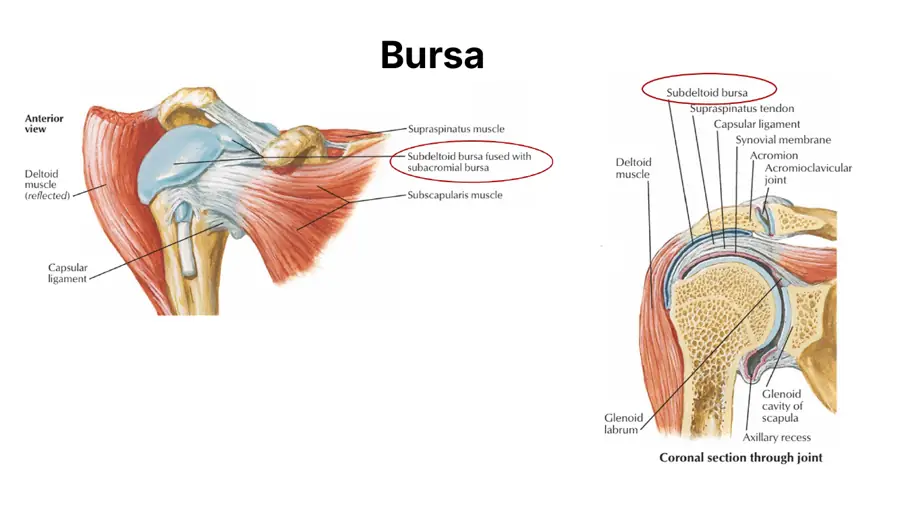 Bursa
Anterior
view
Supraspinatus muscle
Subdeltoid bursa fused with
subacromial bursa
Deltoid
muscle
(reflected)
Subscapularis muscle
Capsular
ligament
Subdeltoid bursa
Supraspinatus tendon
Capsular ligament
Synovial membrane
Acromion
Acromioclavicular
joint
Deltoid
muscle
Glenoid
labrum
Glenoid
cavity of
scapula
Axillary recess
Coronal section through joint